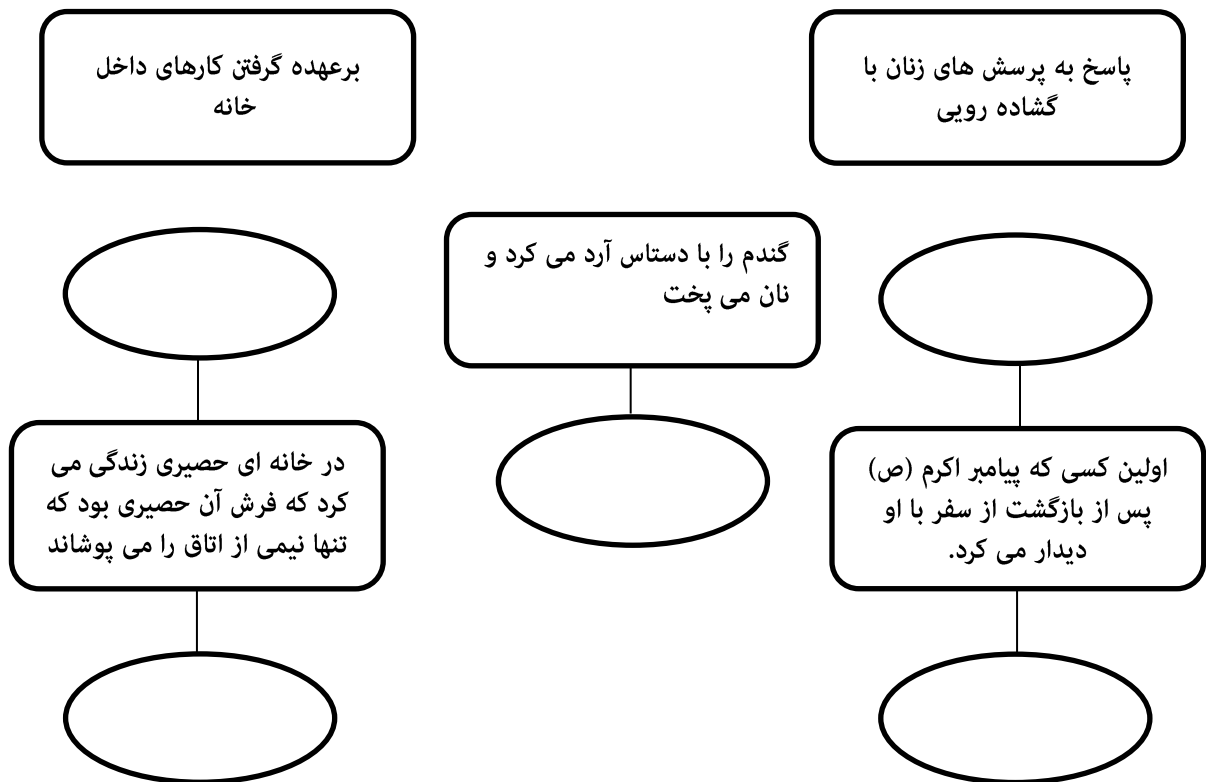 پاسخ به پرسش های زنان با
گشاده رویی
برعهده گرفتن کارهای داخل
خانه
گندم را با دستاس آرد می کرد و
نان می پخت
اولین کسی که پیامبر اکرم (ص)
پس از بازگشت از سفر با او
دیدار می کرد.
در خانه ای حصیری زندگی می
کرد که فرش آن حصیری بود که
تنها نیمی از اتاق را می پوشاند